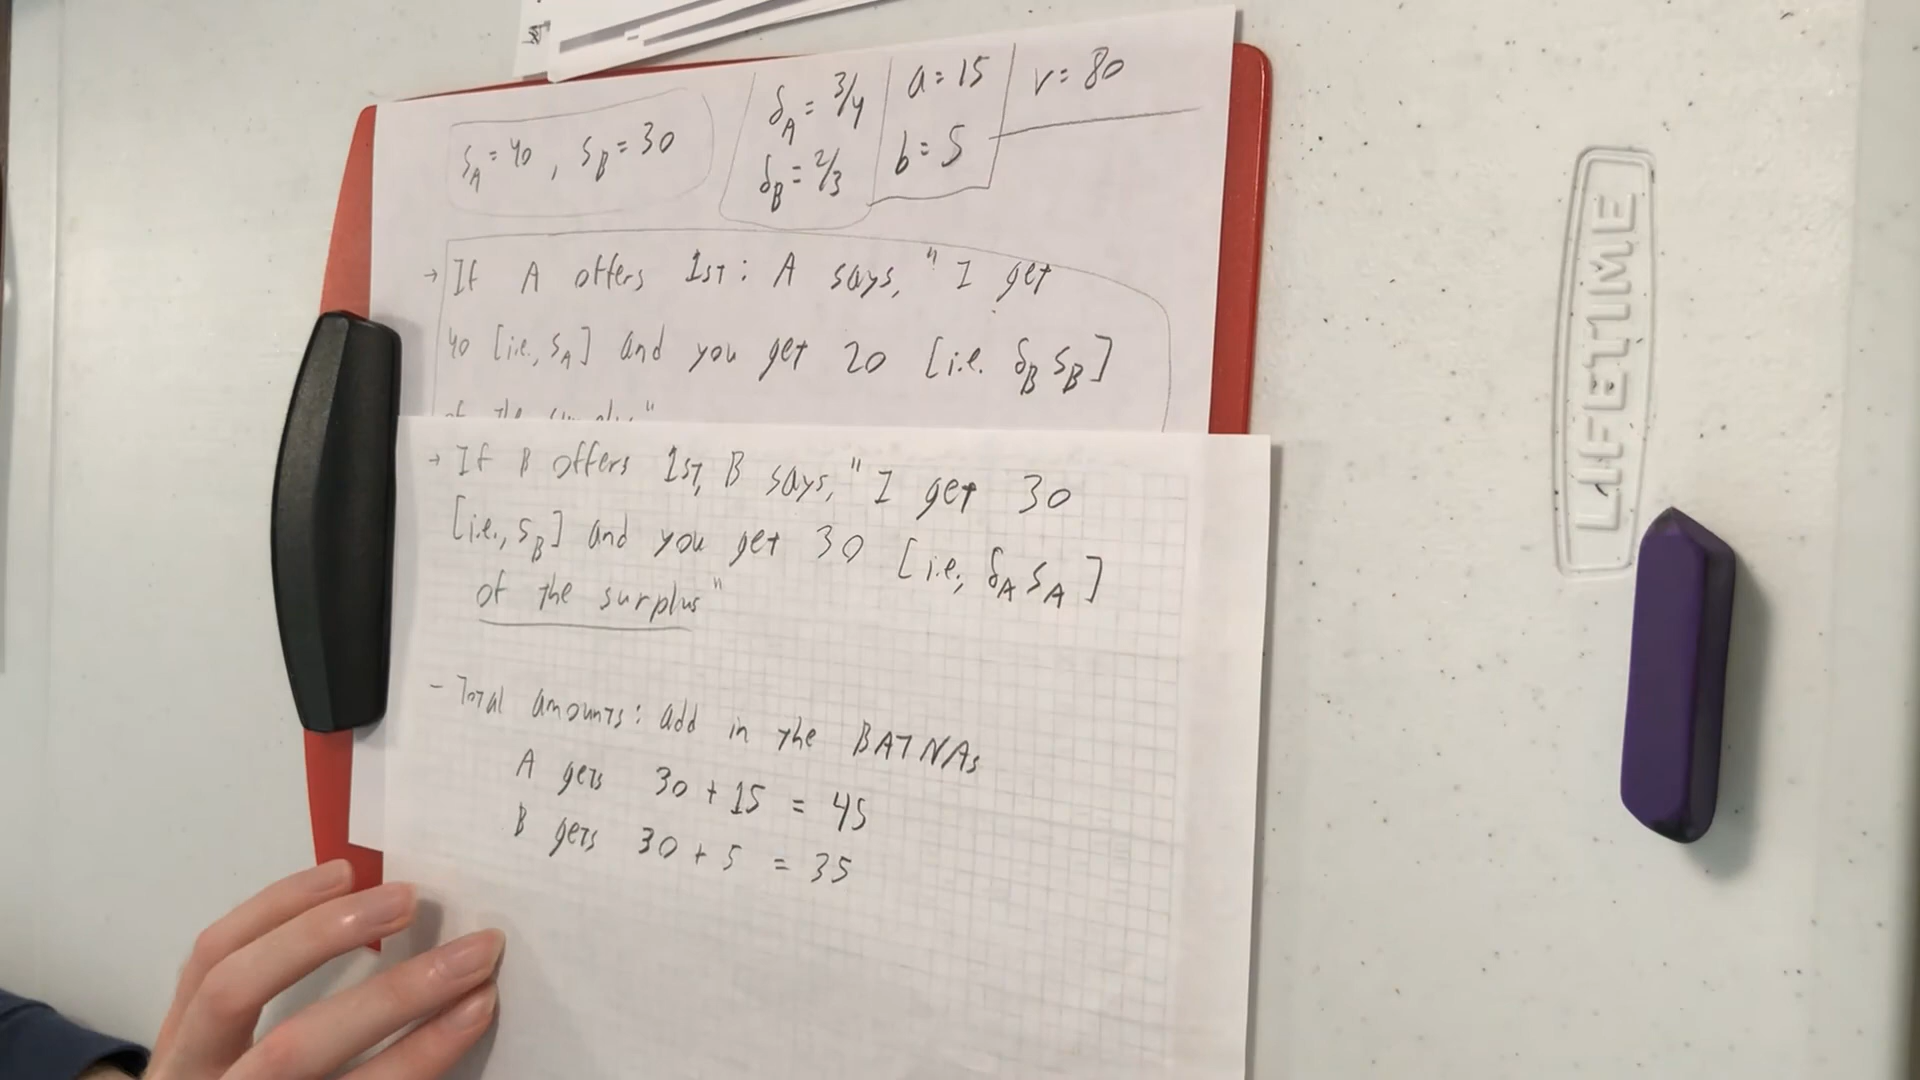 S_A = 40, S_B = 30
δ_A = 3/4
δ_B = 2/3
a = 15
b = 5
v = 80
→ If A offers 1st: A says, "I get
40 [i.e., S_A] and you get 20 [i.e. δ_B S_B]
of the surplus"
→ If B offers 1st, B says, "I get 30
[i.e., S_B] and you get 30 [i.e., δ_A S_A]
of the surplus"
- Total amounts: add in the BATNAs
A gets 30 + 15 = 45
B gets 30 + 5 = 35
LIFETIME